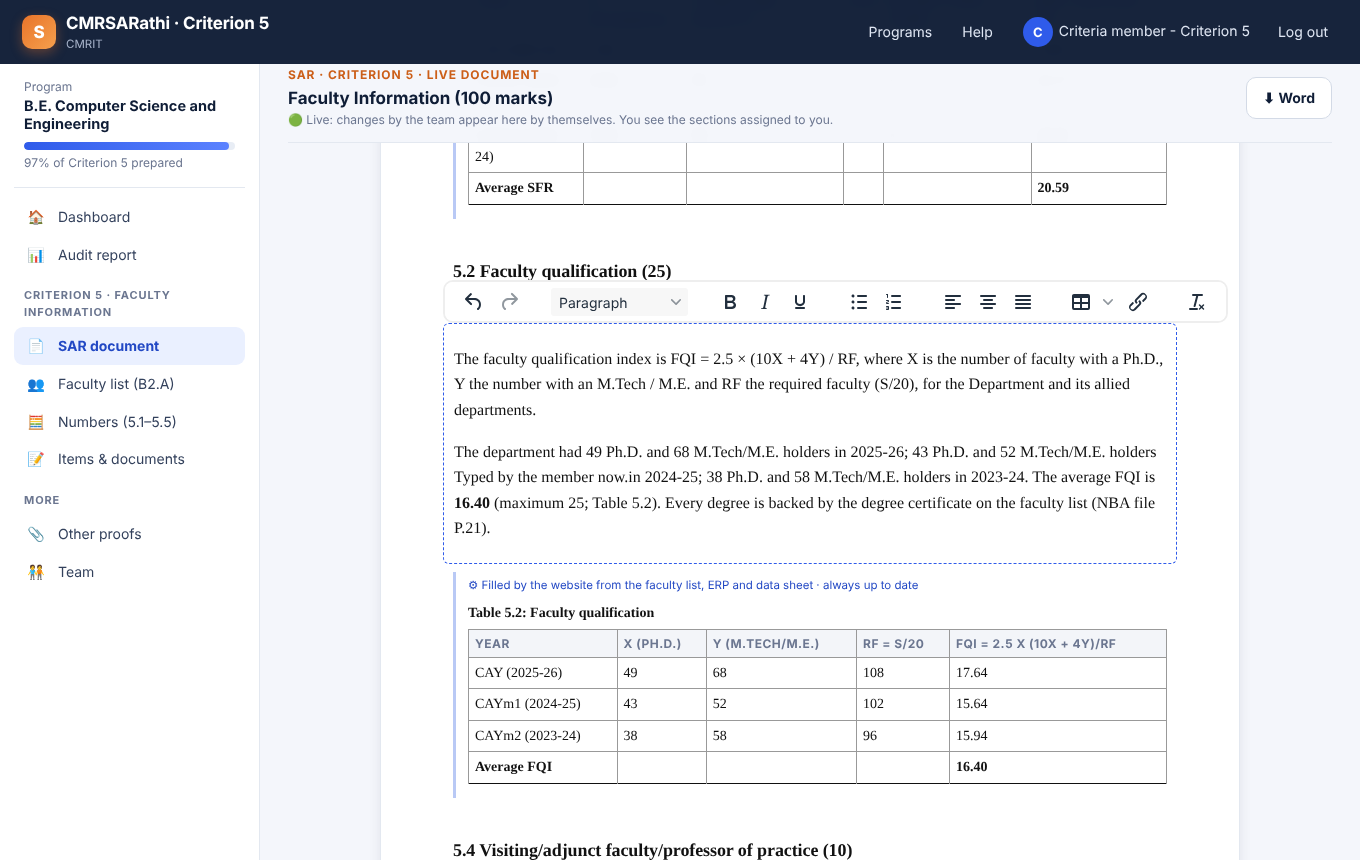 S
CMRSARathi · Criterion 5
CMRIT
Programs
Help
C
Criteria member - Criterion 5
Log out
Program
B.E. Computer Science and
Engineering
97% of Criterion 5 prepared
🏠 Dashboard
📊 Audit report
CRITERION 5 · FACULTY
INFORMATION
📄 SAR document
👥 Faculty list (B2.A)
🧮 Numbers (5.1–5.5)
📝 Items & documents
MORE
📎 Other proofs
🧑‍🤝‍🧑 Team
SAR · CRITERION 5 · LIVE DOCUMENT
Faculty Information (100 marks)
🟢 Live: changes by the team appear here by themselves. You see the sections assigned to you.
⬇ Word
24)
Average SFR 20.59
5.2 Faculty qualification (25)
Paragraph B I U
The faculty qualification index is FQI = 2.5 × (10X + 4Y) / RF, where X is the number of faculty with a Ph.D.,
Y the number with an M.Tech / M.E. and RF the required faculty (S/20), for the Department and its allied
departments.
The department had 49 Ph.D. and 68 M.Tech/M.E. holders in 2025-26; 43 Ph.D. and 52 M.Tech/M.E. holders
Typed by the member now.in 2024-25; 38 Ph.D. and 58 M.Tech/M.E. holders in 2023-24. The average FQI is
16.40 (maximum 25; Table 5.2). Every degree is backed by the degree certificate on the faculty list (NBA file
P.21).
⚙ Filled by the website from the faculty list, ERP and data sheet · always up to date
Table 5.2: Faculty qualification
YEAR X (PH.D.) Y (M.TECH/M.E.) RF = S/20 FQI = 2.5 X (10X + 4Y)/RF
CAY (2025-26) 49 68 108 17.64
CAYm1 (2024-25) 43 52 102 15.64
CAYm2 (2023-24) 38 58 96 15.94
Average FQI 16.40
5.4 Visiting/adjunct faculty/professor of practice (10)